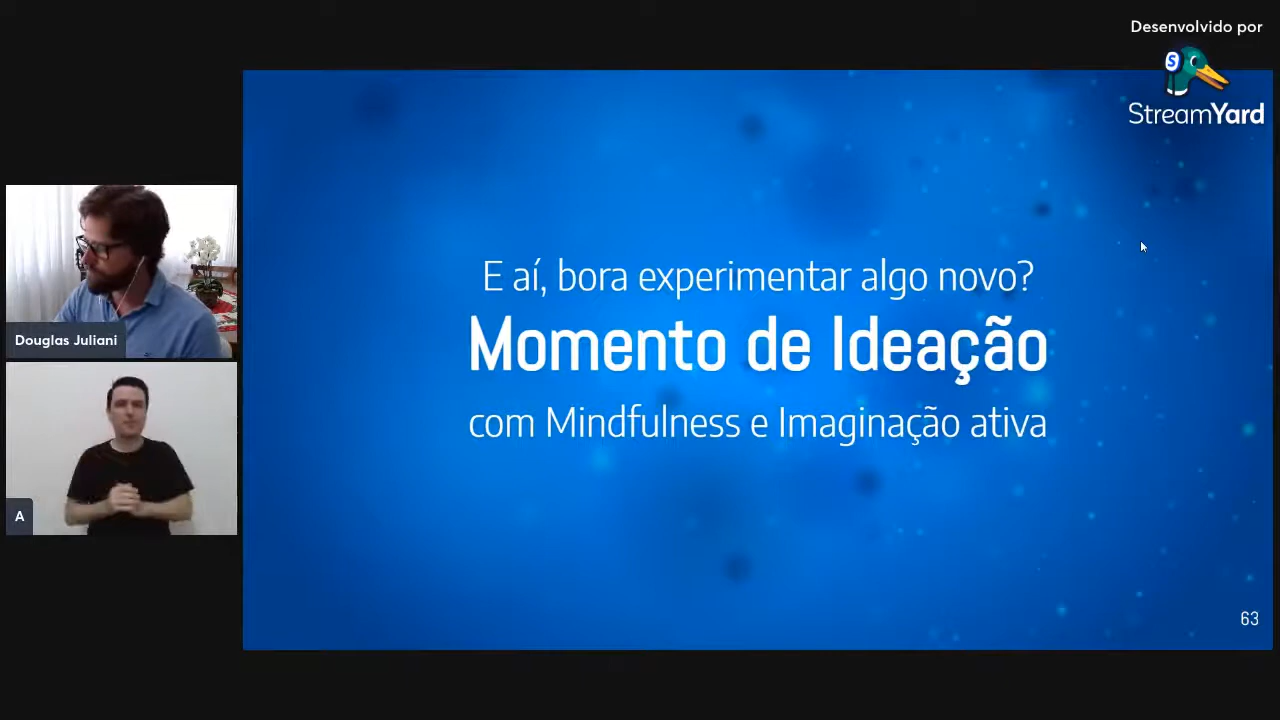 Desenvolvido por
StreamYard
E aí, bora experimentar algo novo?
Momento de Ideação
com Mindfulness e Imaginação ativa
Douglas Juliani
A
63